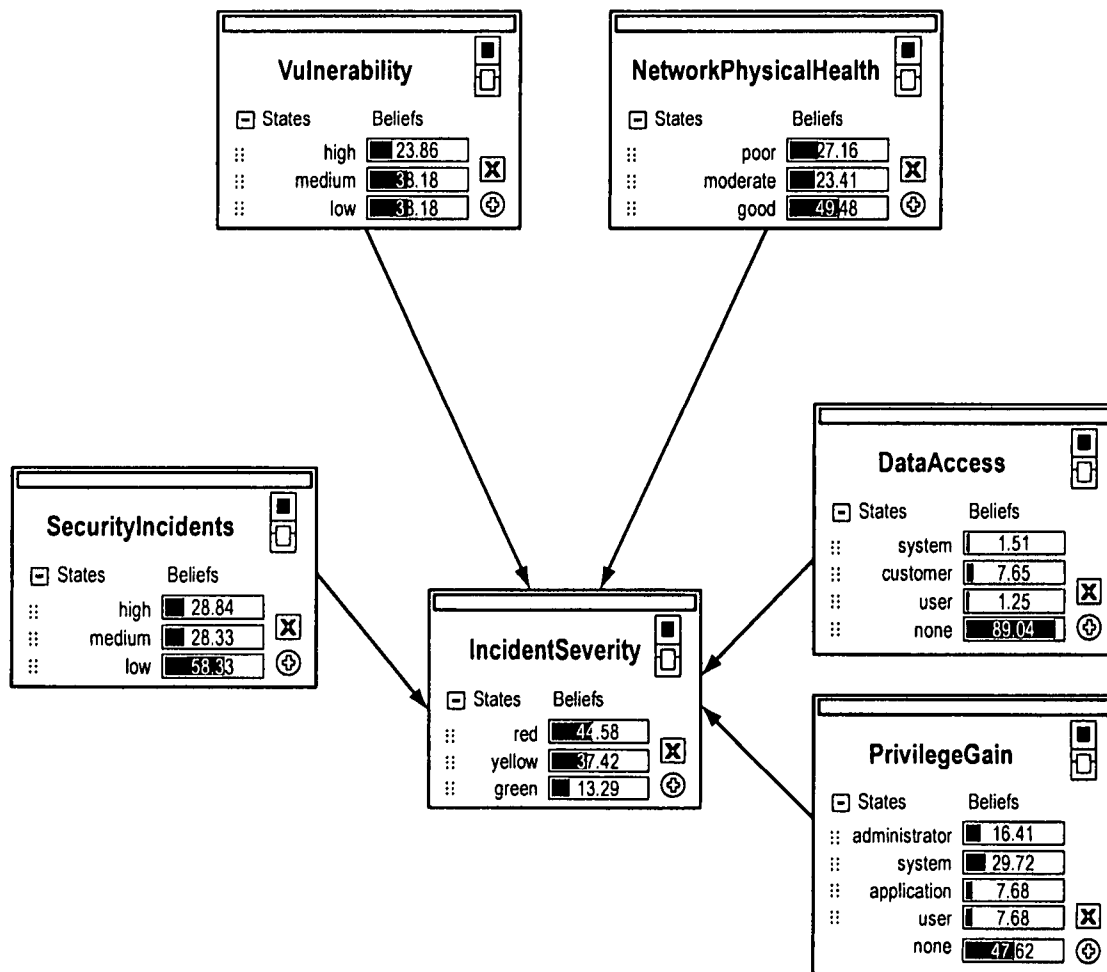 Vulnerability
States Beliefs
high 23.86
medium 38.18
low 38.18
NetworkPhysicalHealth
States Beliefs
poor 27.16
moderate 23.41
good 49.48
SecurityIncidents
States Beliefs
high 28.84
medium 28.33
low 58.33
IncidentSeverity
States Beliefs
red 44.58
yellow 37.42
green 13.29
DataAccess
States Beliefs
system 1.51
customer 7.65
user 1.25
none 89.04
PrivilegeGain
States Beliefs
administrator 16.41
system 29.72
application 7.68
user 7.68
none 47.62